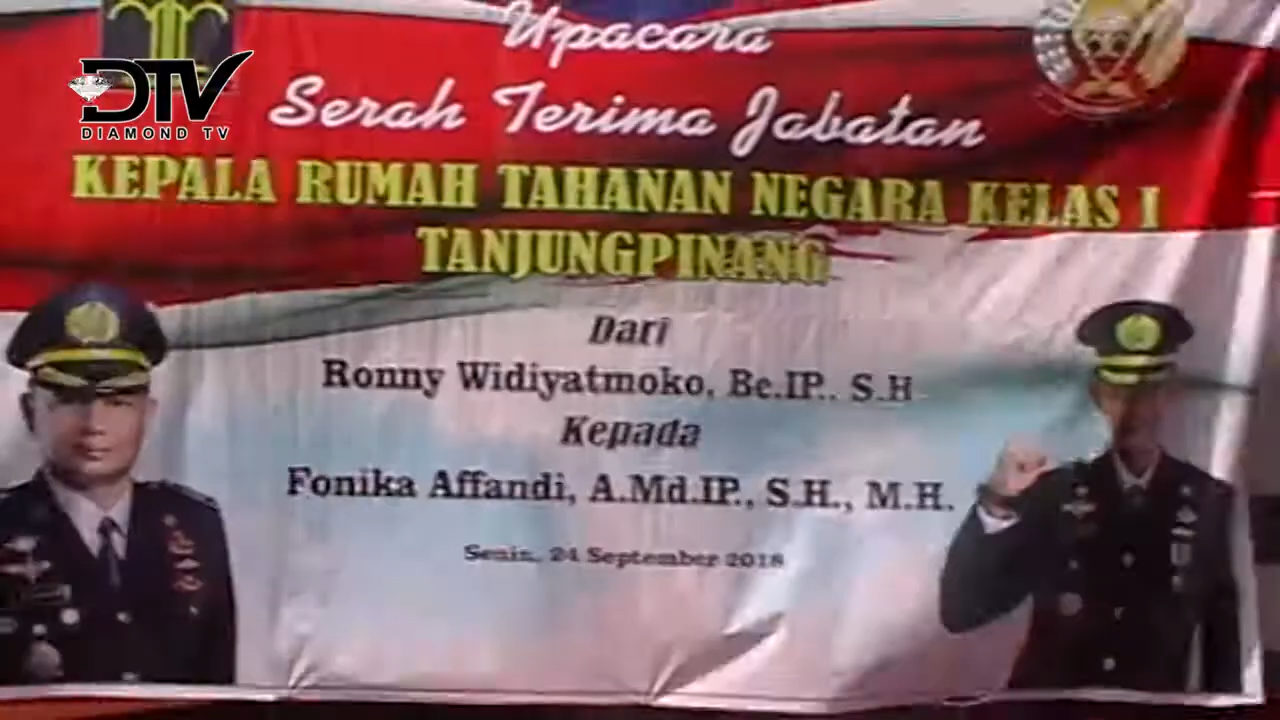 DTV
DIAMOND TV
Upacara
Serah Terima Jabatan
KEPALA RUMAH TAHANAN NEGARA KELAS I
TANJUNGPINANG
Dari
Ronny Widiyatmoko, Bc.IP., S.H
Kepada
Fonika Affandi, A.Md.IP., S.H., M.H.
Senin, 24 September 2018